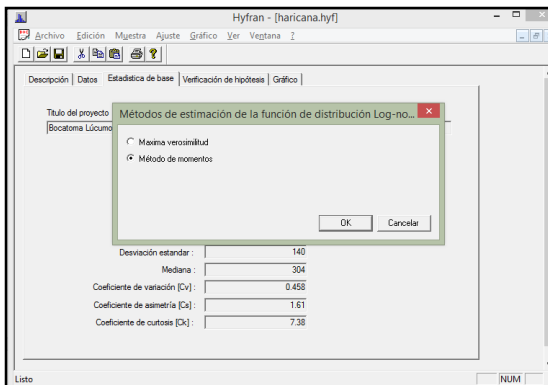 Hyfran - [haricana.hyf]
Archivo Edición Muestra Ajuste Gráfico Ver Ventana ?
Descripción Datos Estadistica de base Verificación de hipótesis Gráfico
Titulo del proyecto
Bocatoma Lúcumo
Métodos de estimación de la función de distribución Log-no...
Maxima verosimilitud
Método de momentos
OK Cancelar
Desviación estandar : 140
Mediana : 304
Coeficiente de variación [Cv] : 0.458
Coeficiente de asimetría [Cs] : 1.61
Coeficiente de curtosis [Ck] : 7.38
Listo NUM